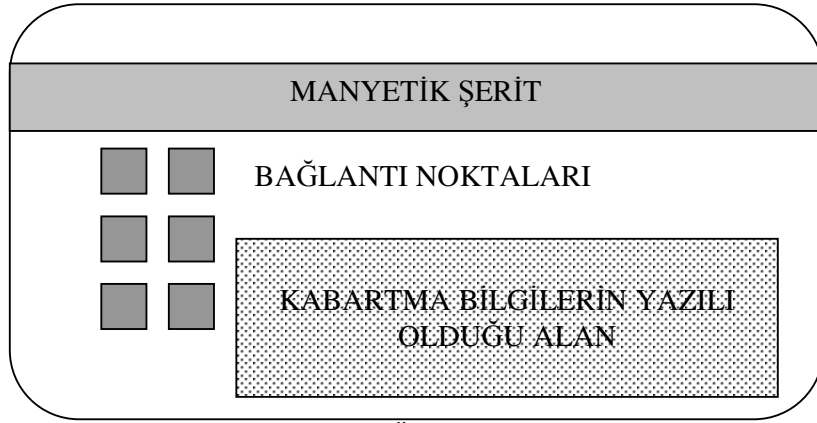 MANYETİK ŞERİT
BAĞLANTI NOKTALARI
KABARTMA BİLGİLERİN YAZILI
OLDUĞU ALAN